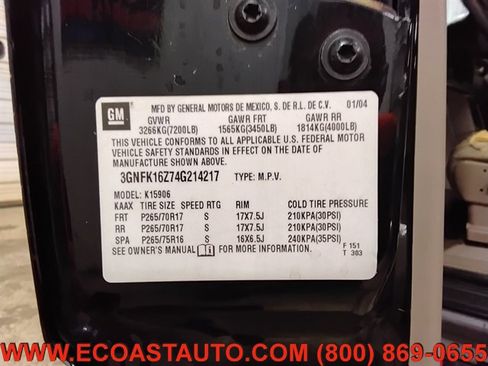 GM
MFD BY GENERAL MOTORS DE MEXICO, S. DE R.L. DE C.V. 01/04
GVWR GAWR FRT GAWR RR
3266KG(7200LB) 1565KG(3450LB) 1814KG(4000LB)
THIS VEHICLE CONFORMS TO ALL APPLICABLE U.S. FEDERAL MOTOR
VEHICLE SAFETY STANDARDS IN EFFECT ON THE DATE OF
MANUFACTURE SHOWN ABOVE.
3GNFK16Z74G214217 TYPE: M.P.V.
MODEL: K15906
KAAX TIRE SIZE SPEED RTG RIM COLD TIRE PRESSURE
FRT P265/70R17 S 17X7.5J 210KPA(30PSI)
RR P265/70R17 S 17X7.5J 210KPA(30PSI)
SPA P265/75R16 S 16X6.5J 240KPA(35PSI)
SEE OWNER'S MANUAL FOR MORE INFORMATION. F 151
T 303
WWW.ECOASTAUTO.COM (800) 869-0655